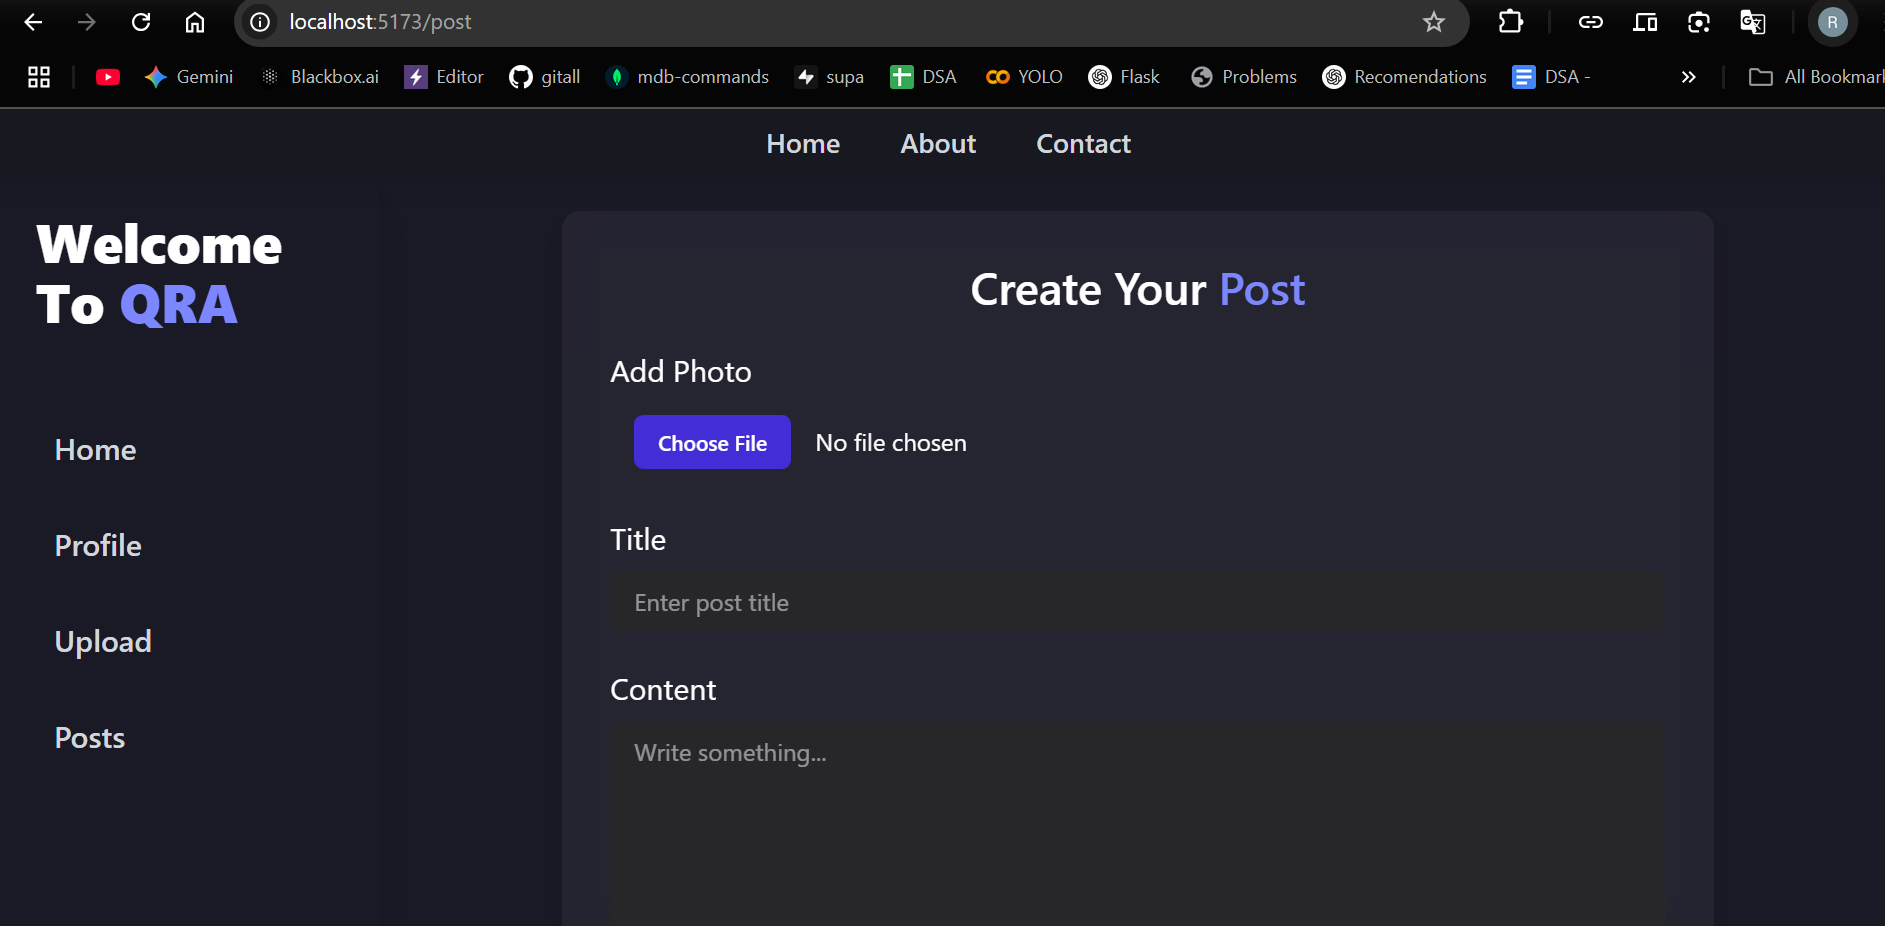 localhost:5173/post
R
Gemini Blackbox.ai Editor gitall mdb-commands supa DSA YOLO Flask Problems Recomendations DSA - » All Bookmar
Home About Contact
Welcome
To QRA
Home
Profile
Upload
Posts
Create Your Post
Add Photo
Choose File No file chosen
Title
Enter post title
Content
Write something...